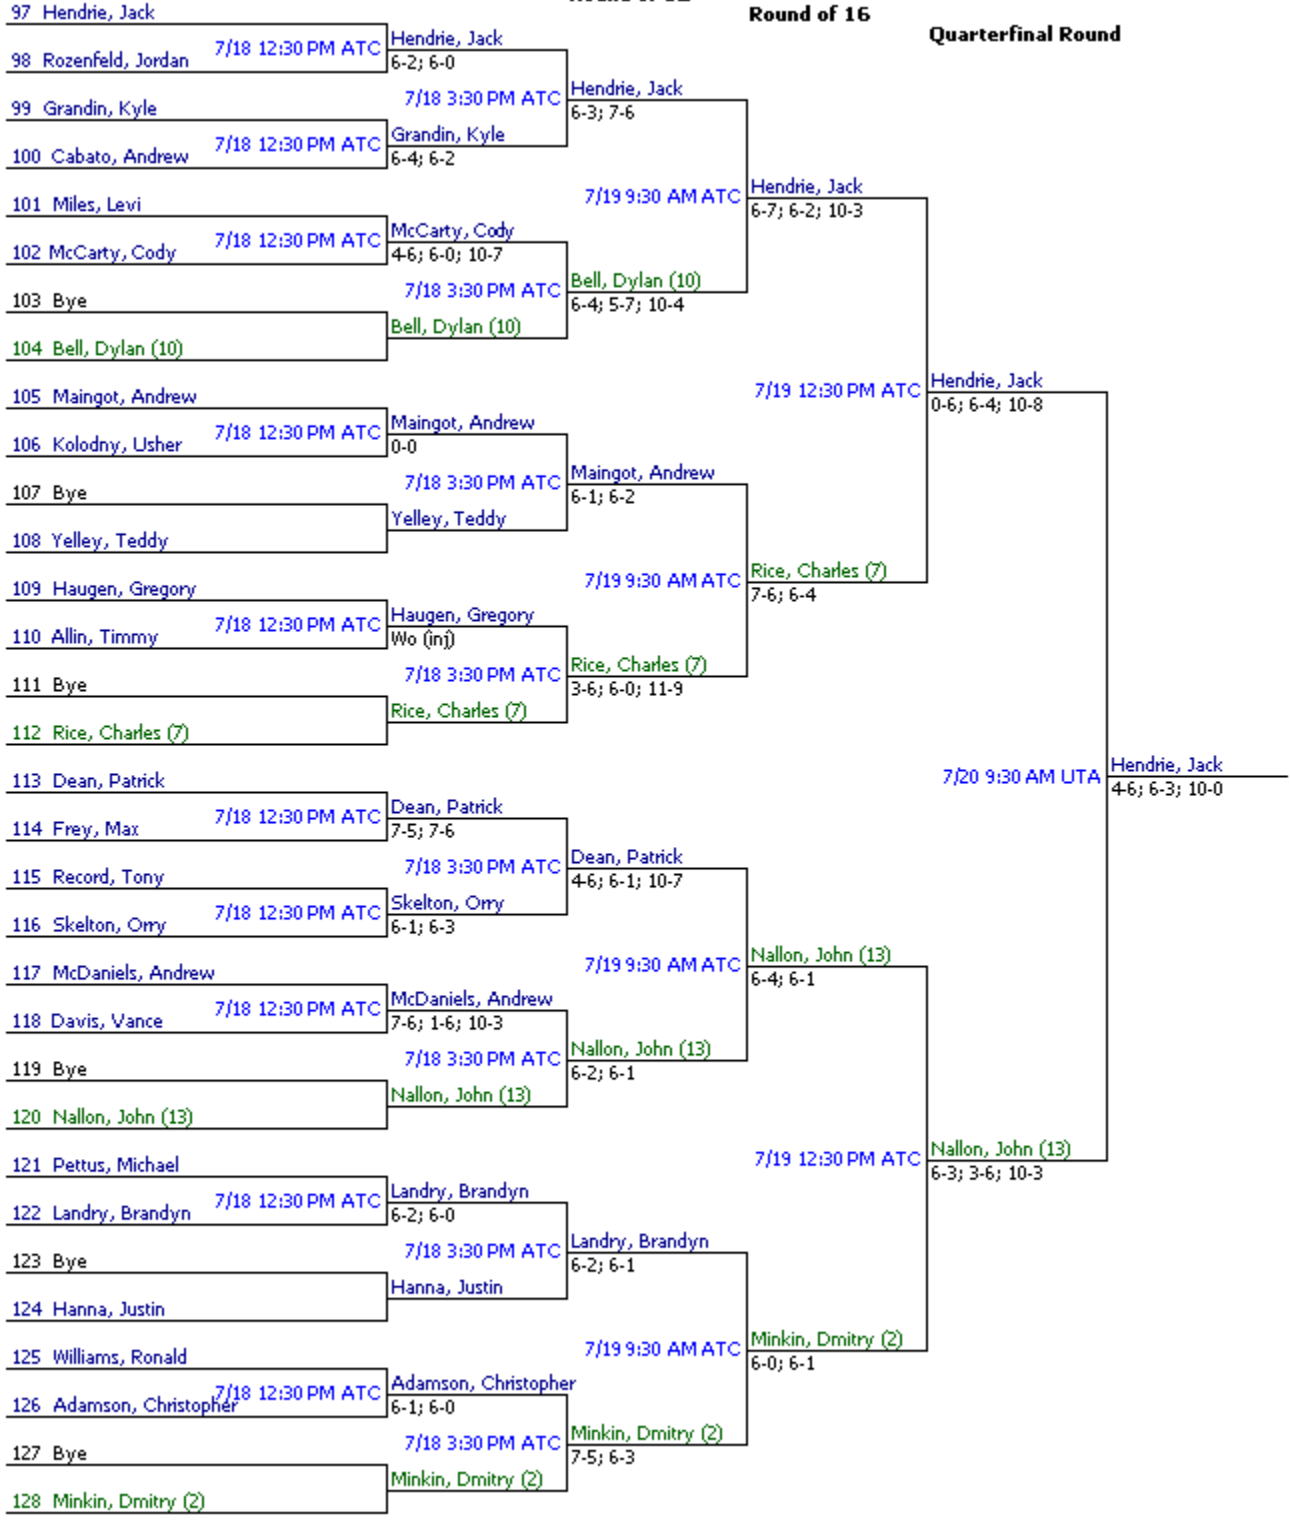 Round of 16
Quarterfinal Round
97 Hendrie, Jack
7/18 12:30 PM ATC
Hendrie, Jack
6-2; 6-0
98 Rozenfeld, Jordan
7/18 3:30 PM ATC
Hendrie, Jack
6-3; 7-6
99 Grandin, Kyle
7/18 12:30 PM ATC
Grandin, Kyle
6-4; 6-2
100 Cabato, Andrew
7/19 9:30 AM ATC
Hendrie, Jack
6-7; 6-2; 10-3
101 Miles, Levi
7/18 12:30 PM ATC
McCarty, Cody
4-6; 6-0; 10-7
102 McCarty, Cody
7/18 3:30 PM ATC
Bell, Dylan (10)
6-4; 5-7; 10-4
103 Bye
Bell, Dylan (10)
104 Bell, Dylan (10)
7/19 12:30 PM ATC
Hendrie, Jack
0-6; 6-4; 10-8
105 Maingot, Andrew
7/18 12:30 PM ATC
Maingot, Andrew
0-0
106 Kolodny, Usher
7/18 3:30 PM ATC
Maingot, Andrew
6-1; 6-2
107 Bye
Yelley, Teddy
108 Yelley, Teddy
7/19 9:30 AM ATC
Rice, Charles (7)
7-6; 6-4
109 Haugen, Gregory
7/18 12:30 PM ATC
Haugen, Gregory
Wo (inj)
110 Allin, Timmy
7/18 3:30 PM ATC
Rice, Charles (7)
3-6; 6-0; 11-9
111 Bye
Rice, Charles (7)
112 Rice, Charles (7)
7/20 9:30 AM UTA
Hendrie, Jack
4-6; 6-3; 10-0
113 Dean, Patrick
7/18 12:30 PM ATC
Dean, Patrick
7-5; 7-6
114 Frey, Max
7/18 3:30 PM ATC
Dean, Patrick
4-6; 6-1; 10-7
115 Record, Tony
7/18 12:30 PM ATC
Skelton, Orry
6-1; 6-3
116 Skelton, Orry
7/19 9:30 AM ATC
Nallon, John (13)
6-4; 6-1
117 McDaniels, Andrew
7/18 12:30 PM ATC
McDaniels, Andrew
7-6; 1-6; 10-3
118 Davis, Vance
7/18 3:30 PM ATC
Nallon, John (13)
6-2; 6-1
119 Bye
Nallon, John (13)
120 Nallon, John (13)
7/19 12:30 PM ATC
Nallon, John (13)
6-3; 3-6; 10-3
121 Pettus, Michael
7/18 12:30 PM ATC
Landry, Brandyn
6-2; 6-0
122 Landry, Brandyn
7/18 3:30 PM ATC
Landry, Brandyn
6-2; 6-1
123 Bye
Hanna, Justin
124 Hanna, Justin
7/19 9:30 AM ATC
Minkin, Dmitry (2)
6-0; 6-1
125 Williams, Ronald
7/18 12:30 PM ATC
Adamson, Christopher
6-1; 6-0
126 Adamson, Christopher
7/18 3:30 PM ATC
Minkin, Dmitry (2)
7-5; 6-3
127 Bye
Minkin, Dmitry (2)
128 Minkin, Dmitry (2)